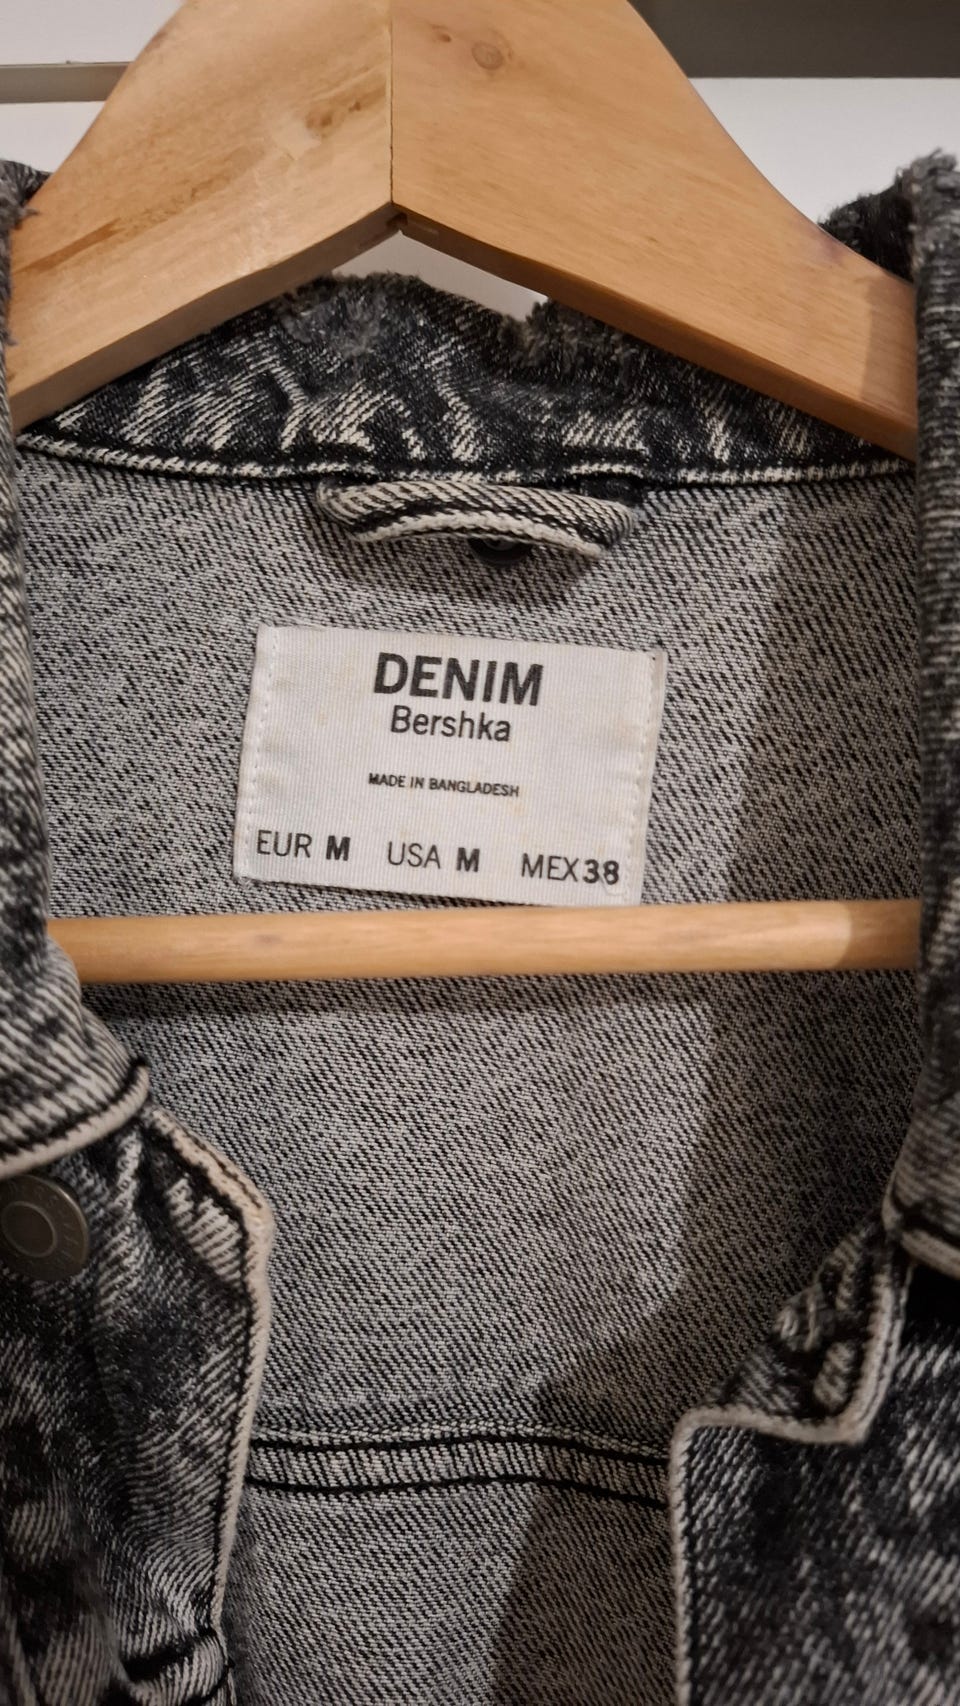 DENIM
Bershka
MADE IN BANGLADESH
EUR M USA M MEX 38